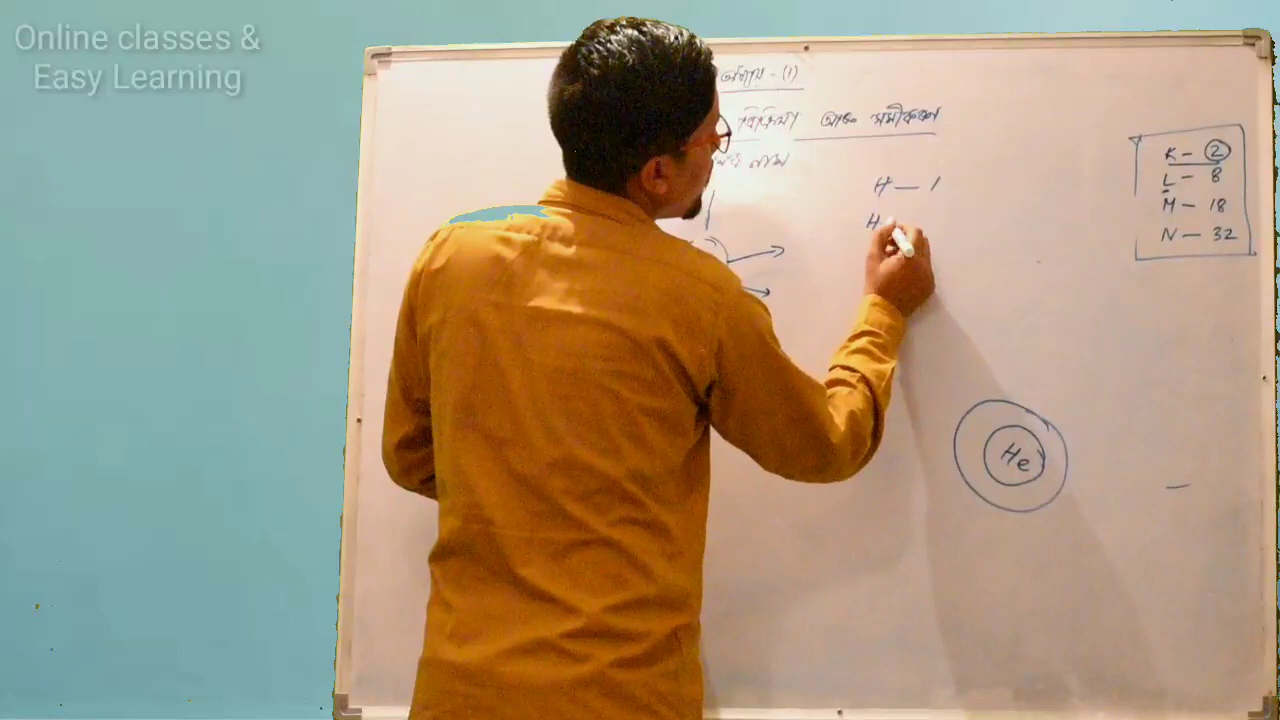 Online classes &
Easy Learning
অধ্যায় - (1)
আৰু সমীকৰণ
নাম
H — 1
H
K — 2
L — 8
M — 18
N — 32
He